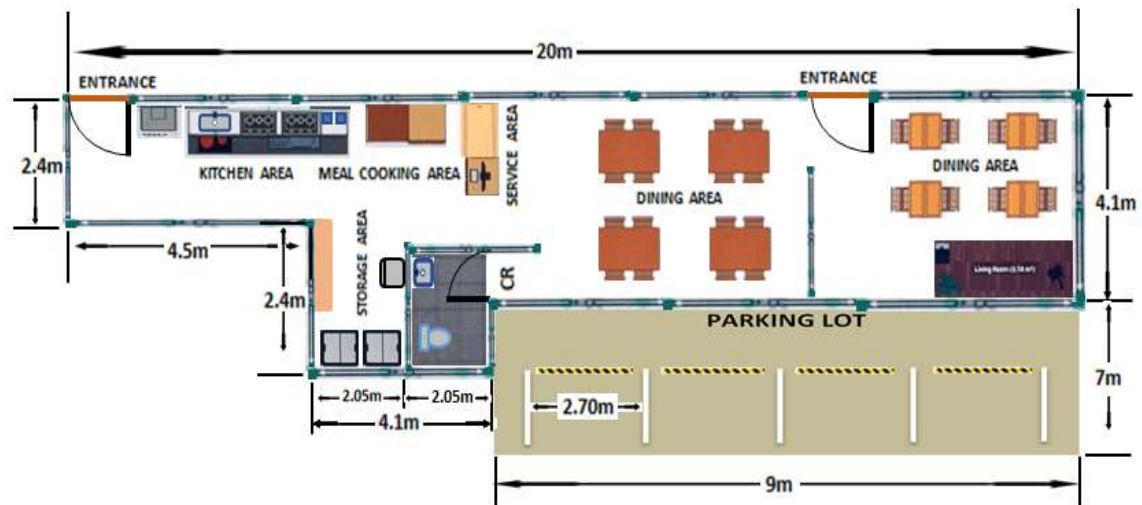 20m
ENTRANCE
ENTRANCE
2.4m
KITCHEN AREA
MEAL COOKING AREA
SERVICE AREA
DINING AREA
DINING AREA
4.1m
4.5m
STORAGE AREA
2.4m
CR
PARKING LOT
7m
2.05m
2.05m
4.1m
2.70m
9m